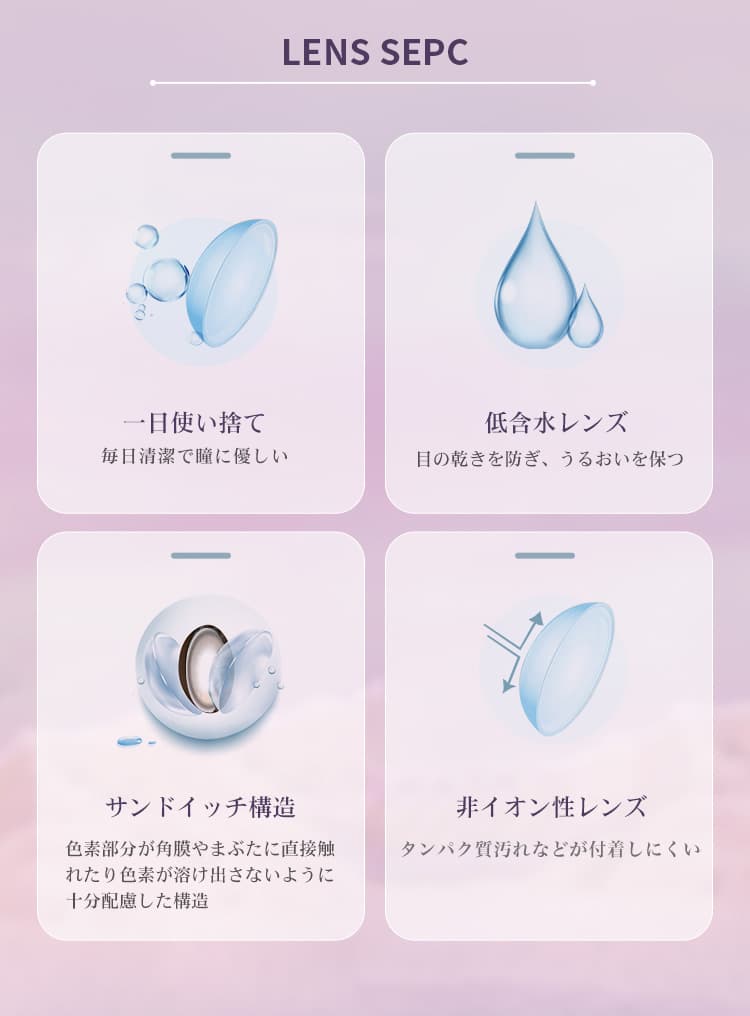 LENS SEPC
一日使い捨て
毎日清潔で瞳に優しい
低含水レンズ
目の乾きを防ぎ、うるおいを保つ
サンドイッチ構造
色素部分が角膜やまぶたに直接触
れたり色素が溶け出さないように
十分配慮した構造
非イオン性レンズ
タンパク質汚れなどが付着しにくい